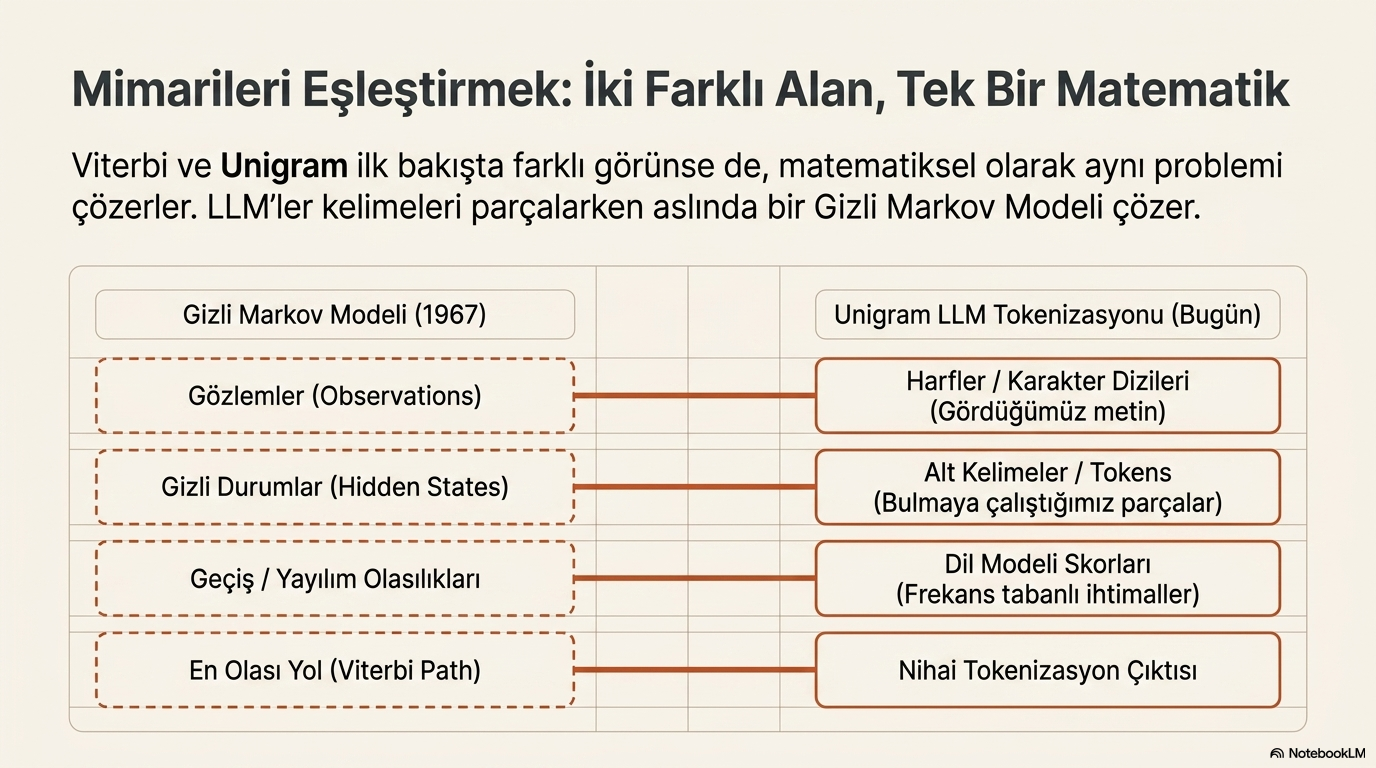 Mimarileri Eşleştirmek: İki Farklı Alan, Tek Bir Matematik
Viterbi ve Unigram ilk bakışta farklı görünse de, matematiksel olarak aynı problemi
çözerler. LLM'ler kelimeleri parçalarken aslında bir Gizli Markov Modeli çözer.
Gizli Markov Modeli (1967)
Unigram LLM Tokenizasyonu (Bugün)
Gözlemler (Observations)
Harfler / Karakter Dizileri
(Gördüğümüz metin)
Gizli Durumlar (Hidden States)
Alt Kelimeler / Tokens
(Bulmaya çalıştığımız parçalar)
Geçiş / Yayılım Olasılıkları
Dil Modeli Skorları
(Frekans tabanlı ihtimaller)
En Olası Yol (Viterbi Path)
Nihai Tokenizasyon Çıktısı
NotebookLM